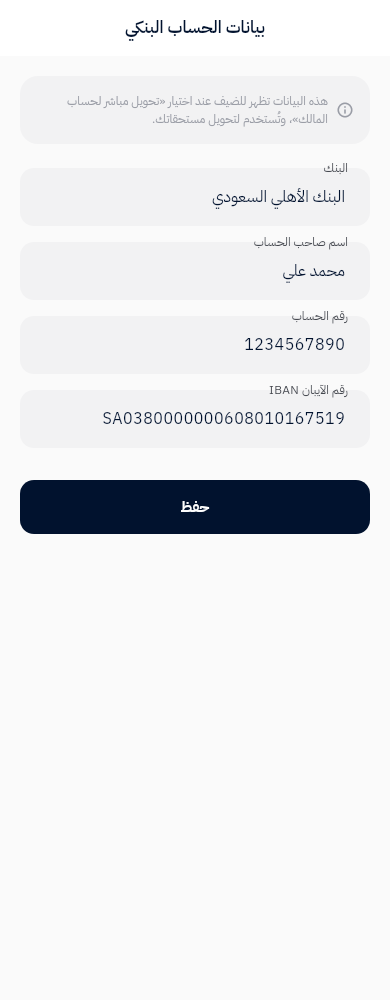 بيانات الحساب البنكي
هذه البيانات تظهر للضيف عند اختيار «تحويل مباشر لحساب
المالك»، وتُستخدم لتحويل مستحقاتك.
البنك
البنك الأهلي السعودي
اسم صاحب الحساب
محمد علي
رقم الحساب
1234567890
رقم الآيبان IBAN
SA0380000000608010167519
حفظ